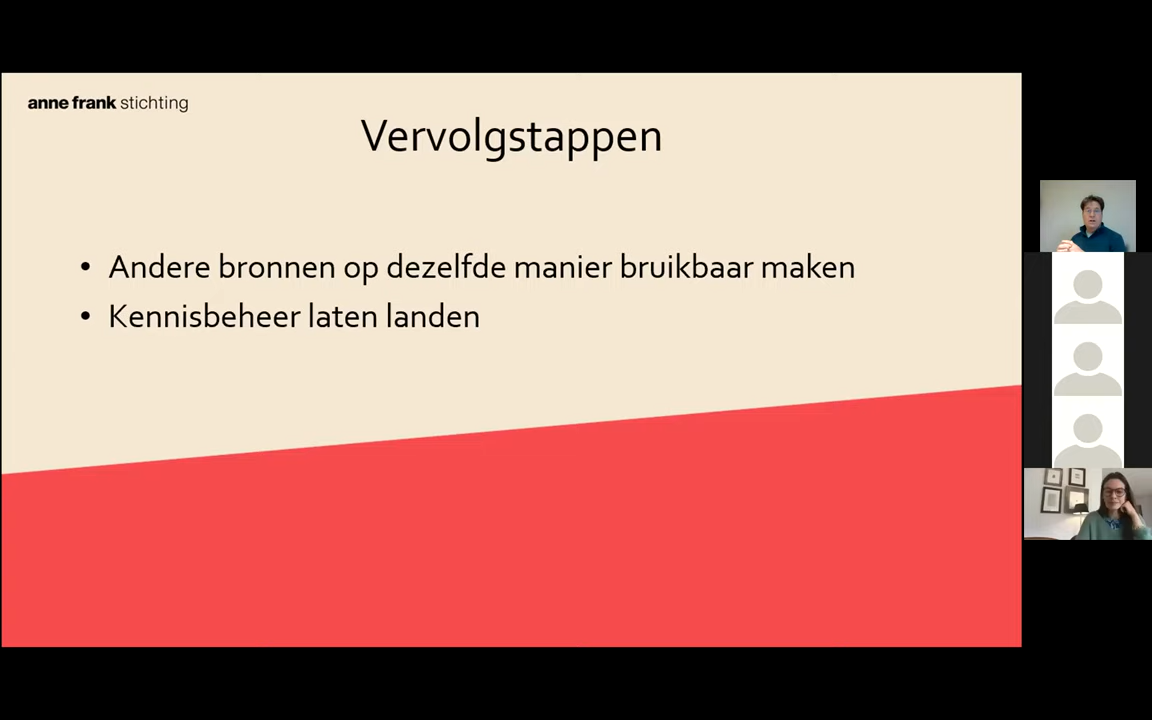 anne frank stichting
Vervolgstappen
• Andere bronnen op dezelfde manier bruikbaar maken
• Kennisbeheer laten landen